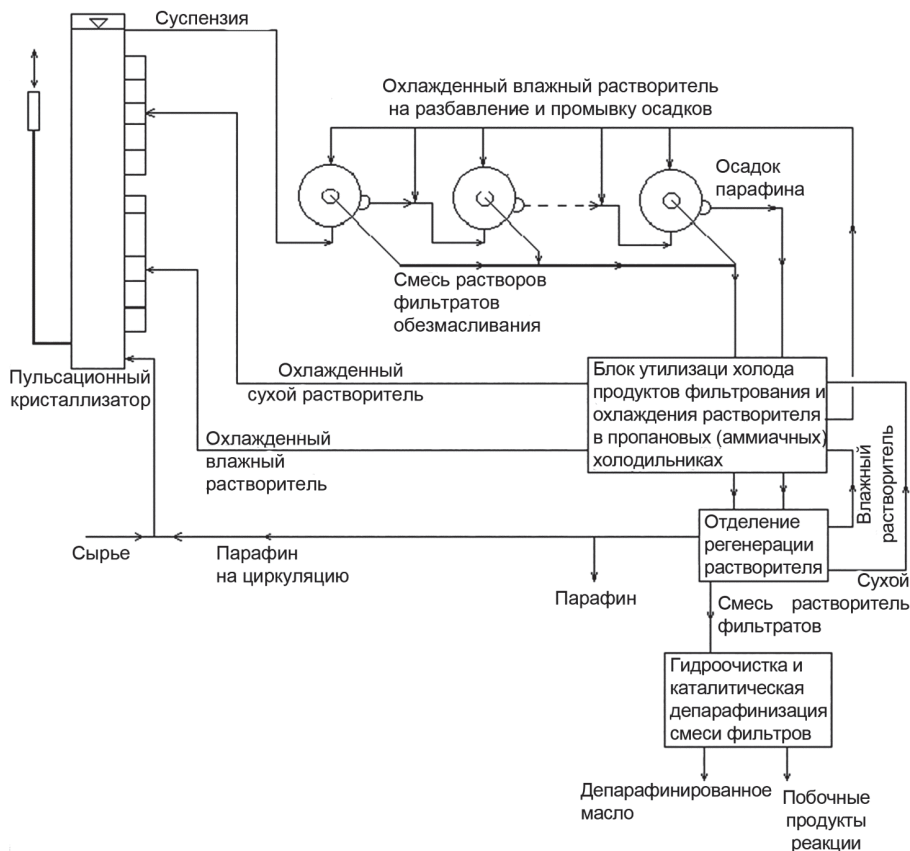 Суспензия
Охлажденный влажный растворитель
на разбавление и промывку осадков
Осадок
парафина
Смесь расворов
фильтратов
обезмасливания
Пульсационный
кристаллизатор
Охлажденный
сухой растворитель
Блок утилизаци холода
продуктов фильтрования и
охлаждения растворителя
в пропановых (аммиачных)
холодильниках
Охлажденный
влажный
растворитель
Влажный
растворитель
Сырье
Парафин
на циркуляцию
Отделение
регенерации
растворителя
Парафин
Сухой
растворитель
Смесь
фильтратов
Гидроочистка и
каталитическая
депарафинизация
смеси фильтров
Депарафинированное
масло
Побочные
продукты
реакции